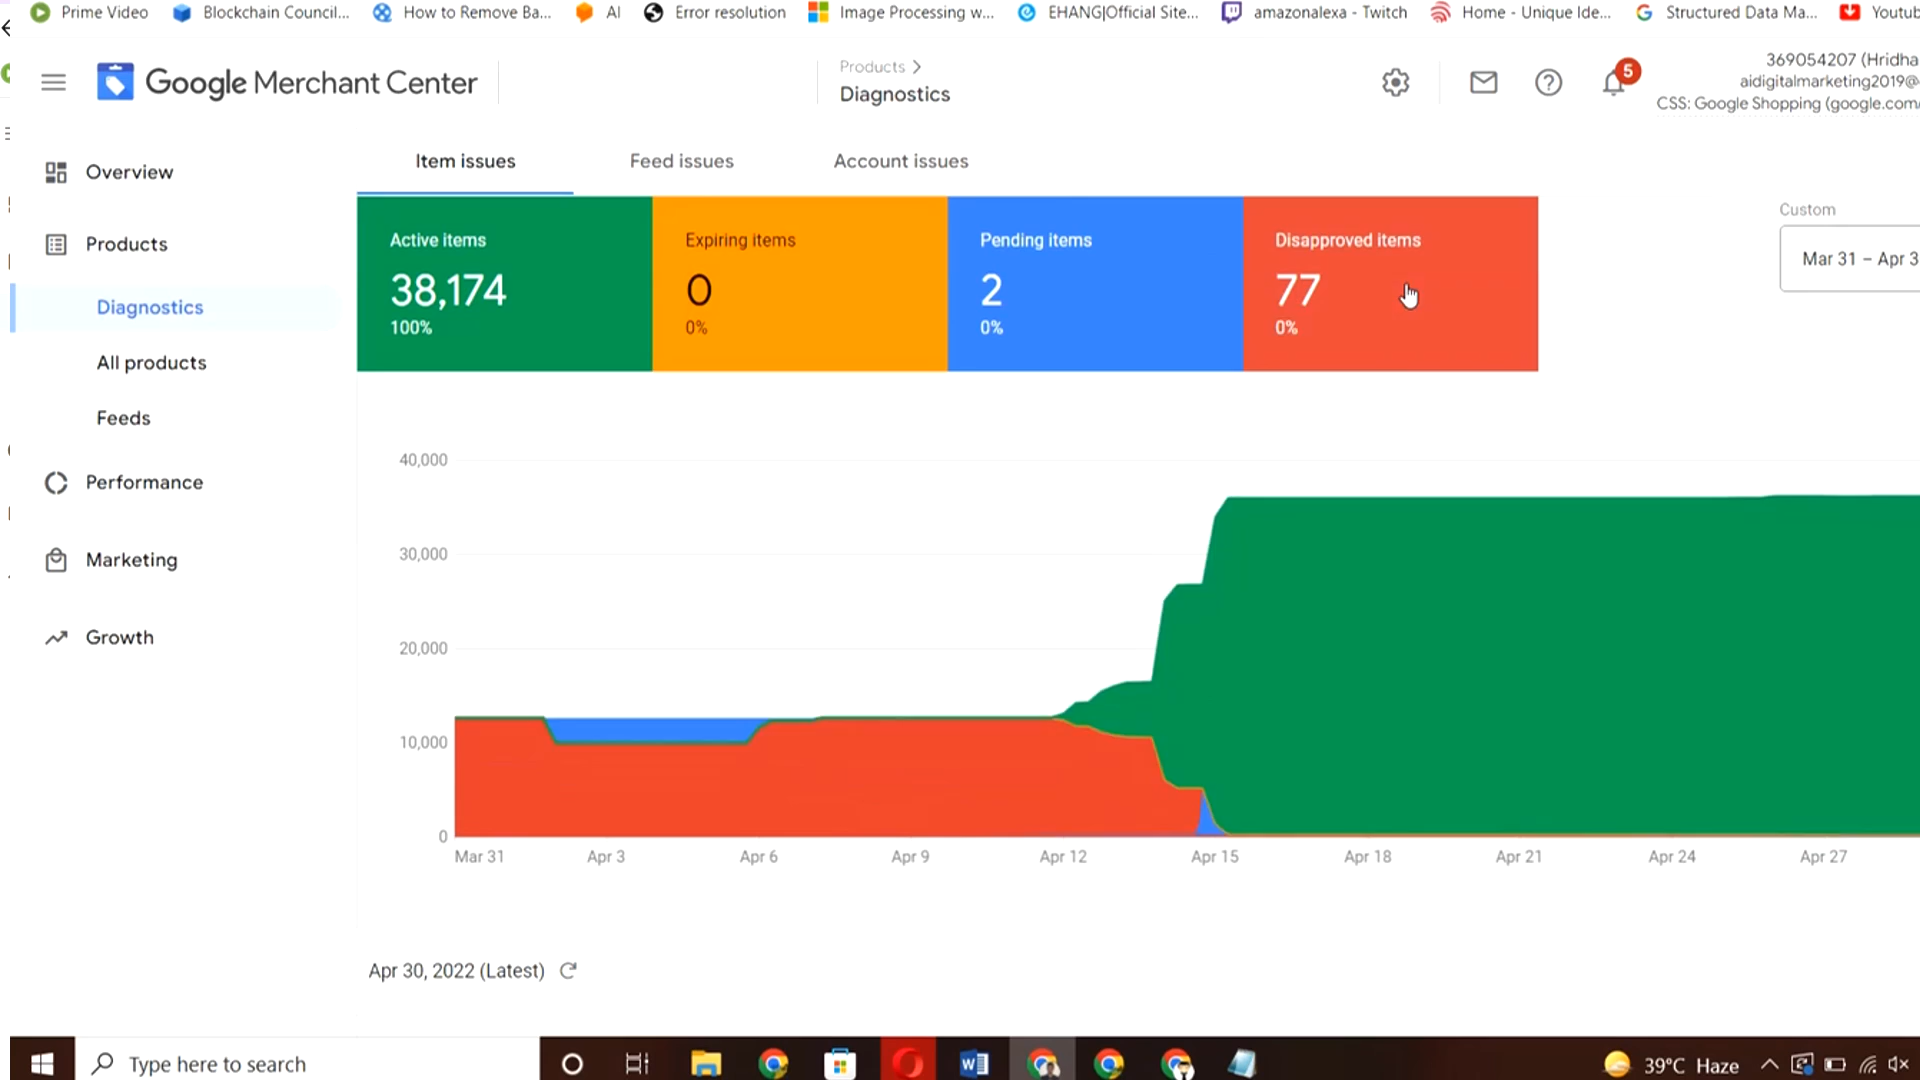 Prime Video
Blockchain Council...
How to Remove Ba...
AI
Error resolution
Image Processing w...
EHANG|Official Site...
amazonalexa - Twitch
Home - Unique Ide...
Structured Data Ma...
Youtub
Google Merchant Center
Products
Diagnostics
5
369054207 (Hridha
aidigitalmarketing2019@
CSS: Google Shopping (google.com/
Overview
Products
Diagnostics
All products
Feeds
Performance
Marketing
Growth
Item issues
Feed issues
Account issues
Active items
38,174
100%
Expiring items
0
0%
Pending items
2
0%
Disapproved items
77
0%
Custom
Mar 31 – Apr 3
40,000
30,000
20,000
10,000
0
Mar 31
Apr 3
Apr 6
Apr 9
Apr 12
Apr 15
Apr 18
Apr 21
Apr 24
Apr 27
Apr 30, 2022 (Latest)
Type here to search
39°C Haze